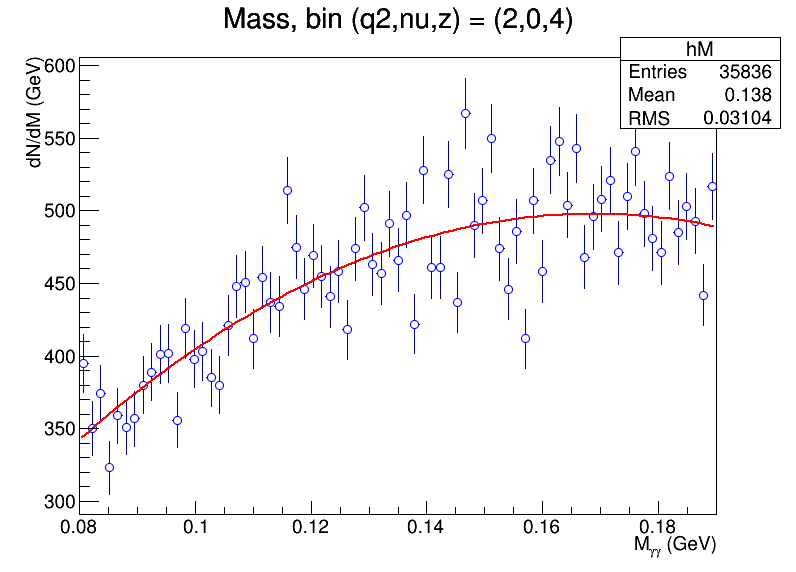 Mass, bin (q2,nu,z) = (2,0,4)
hM
Entries 35836
Mean 0.138
RMS 0.03104
dN/dM (GeV)
600
550
500
450
400
350
300
0.08 0.1 0.12 0.14 0.16 0.18
Mγγ (GeV)